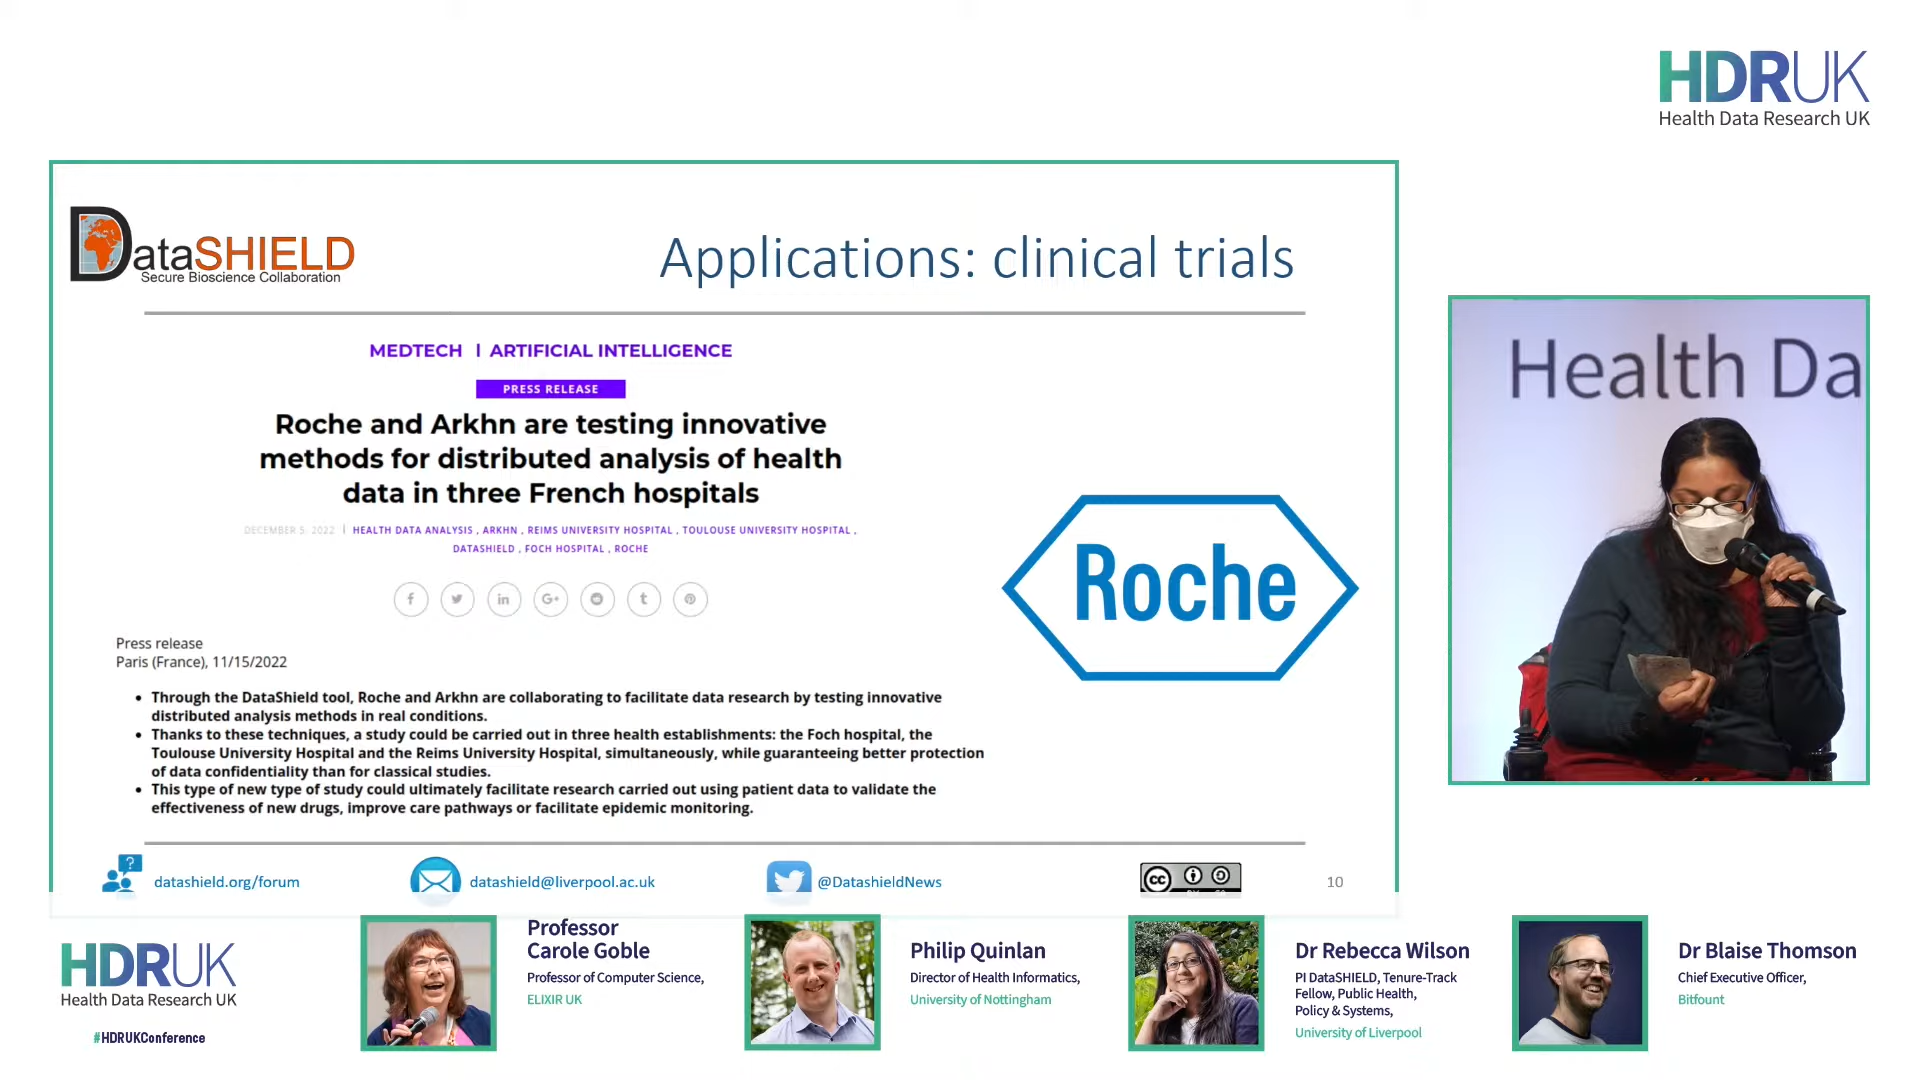 HDRUK
Health Data Research UK
DataSHIELD
Secure Bioscience Collaboration
Applications: clinical trials
MEDTECH | ARTIFICIAL INTELLIGENCE
PRESS RELEASE
Roche and Arkhn are testing innovative
methods for distributed analysis of health
data in three French hospitals
DECEMBER 5, 2022 | HEALTH DATA ANALYSIS , ARKHN , REIMS UNIVERSITY HOSPITAL , TOULOUSE UNIVERSITY HOSPITAL ,
DATASHIELD , FOCH HOSPITAL , ROCHE
Press release
Paris (France), 11/15/2022
• Through the DataShield tool, Roche and Arkhn are collaborating to facilitate data research by testing innovative
distributed analysis methods in real conditions.
• Thanks to these techniques, a study could be carried out in three health establishments: the Foch hospital, the
Toulouse University Hospital and the Reims University Hospital, simultaneously, while guaranteeing better protection
of data confidentiality than for classical studies.
• This type of new type of study could ultimately facilitate research carried out using patient data to validate the
effectiveness of new drugs, improve care pathways or facilitate epidemic monitoring.
Roche
Health Da
datashield.org/forum
datashield@liverpool.ac.uk
@DatashieldNews
cc
10
HDRUK
Health Data Research UK
#HDRUKConference
Professor
Carole Goble
Professor of Computer Science,
ELIXIR UK
Philip Quinlan
Director of Health Informatics,
University of Nottingham
Dr Rebecca Wilson
PI DataSHIELD, Tenure-Track
Fellow, Public Health,
Policy & Systems,
University of Liverpool
Dr Blaise Thomson
Chief Executive Officer,
Bitfount